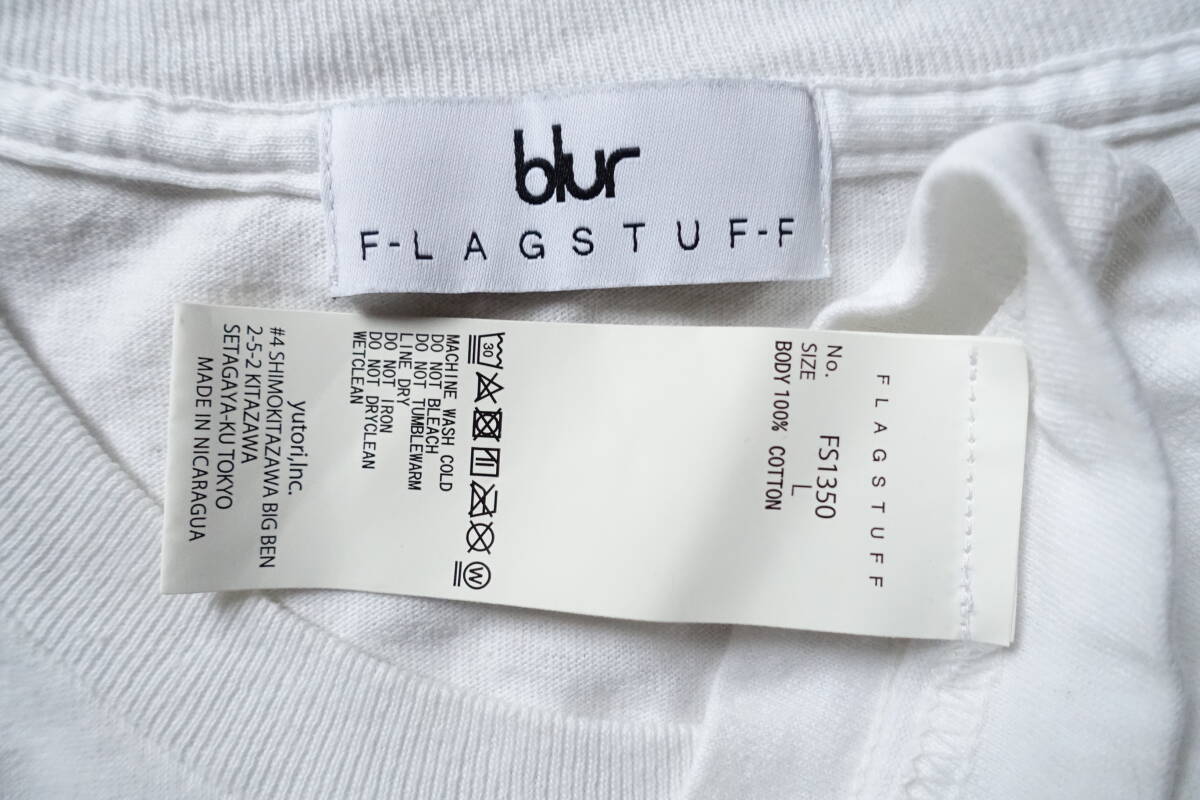 blur
F-LAGSTUF-F
FLAGSTUFF
No. FS1350
SIZE L
BODY 100% COTTON
30
W
MACHINE WASH COLD
DO NOT BLEACH
DO NOT TUMBLEWARM
LINE DRY
DO NOT IRON
DO NOT DRYCLEAN
WETCLEAN
yutori,Inc.
#4 SHIMOKITAZAWA BIG BEN
2-5-2 KITAZAWA
SETAGAYA-KU TOKYO
MADE IN NICARAGUA